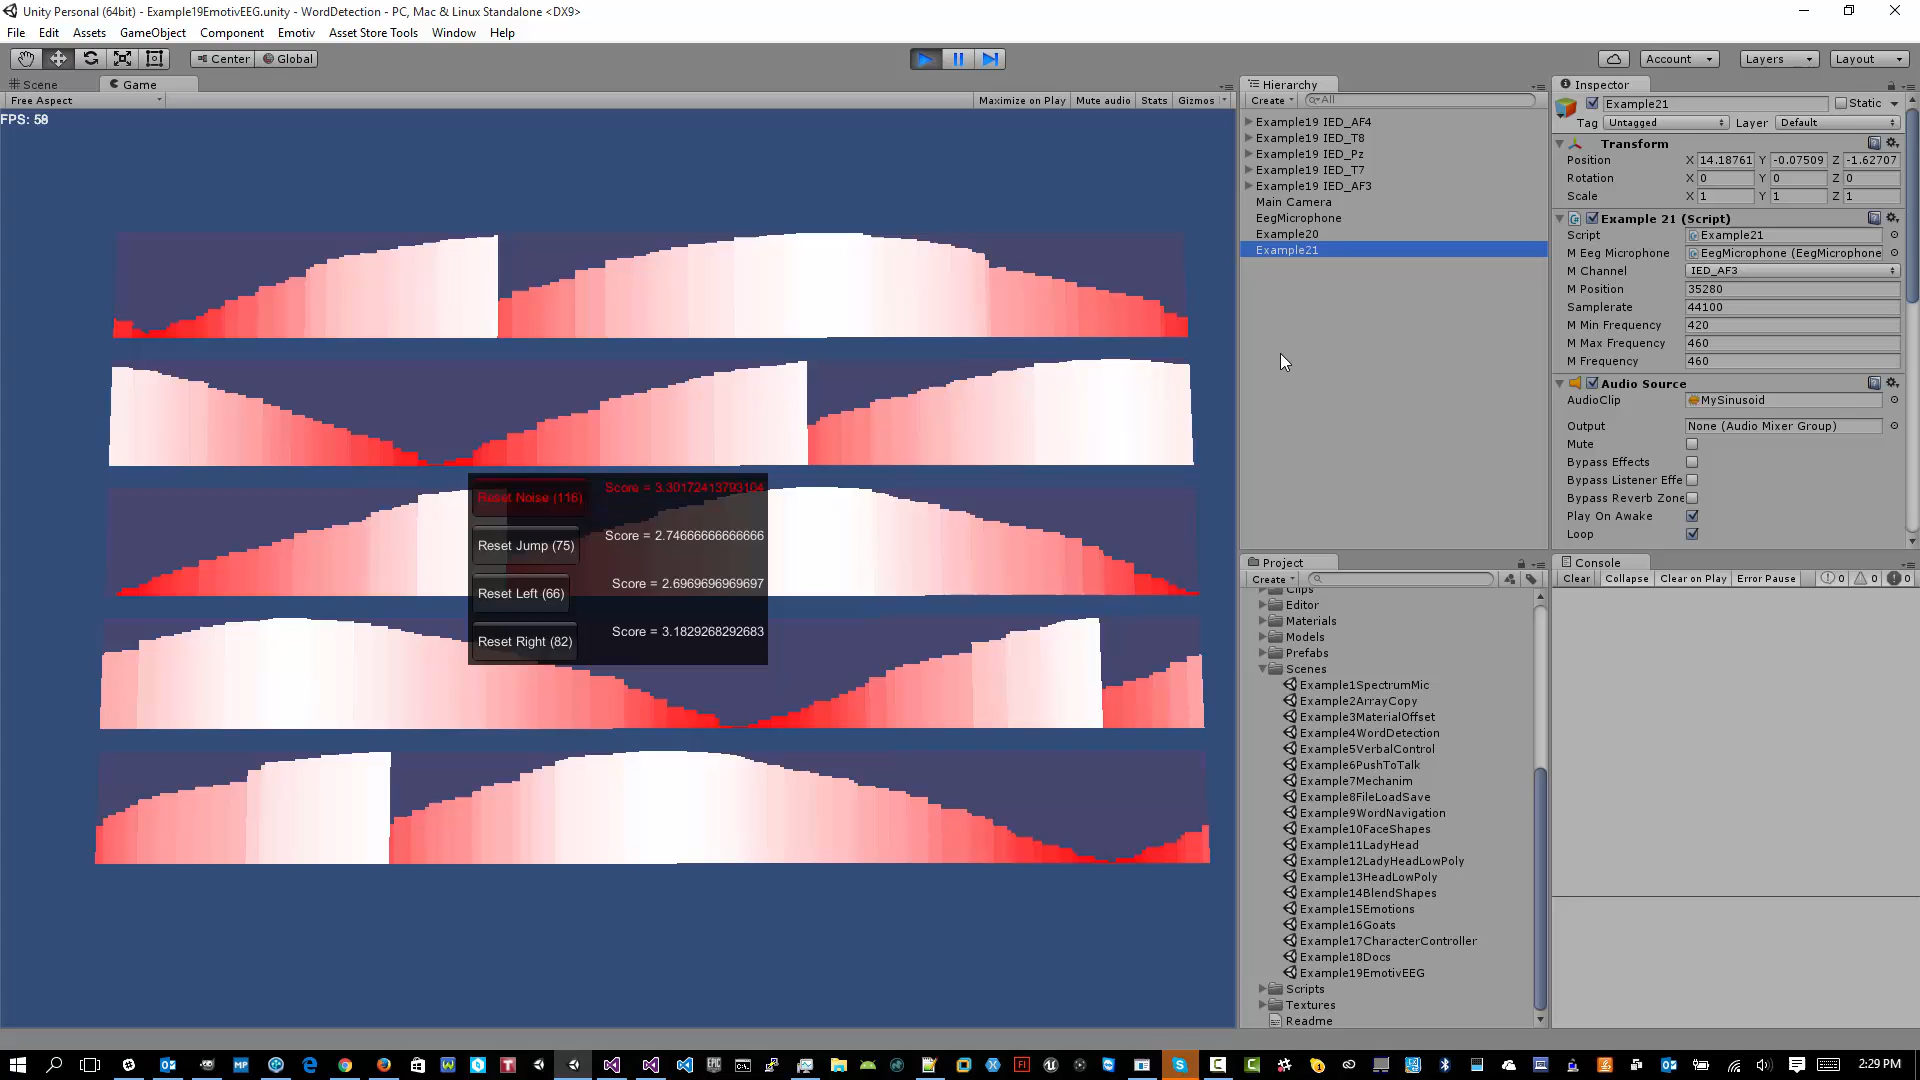 Unity Personal (64bit) - Example19EmotivEEG.unity - WordDetection - PC, Mac & Linux Standalone <DX9>
File Edit Assets GameObject Component Emotiv Asset Store Tools Window Help
Center Global Account Layers Layout
Scene Game
Free Aspect Maximize on Play Mute audio Stats Gizmos
FPS: 58
Reset Noise (116) Score = 3.30172413793104
Reset Jump (75) Score = 2.74666666666666
Reset Left (66) Score = 2.6969696969697
Reset Right (82) Score = 3.1829268292683
Hierarchy
Create All
Example19 IED_AF4
Example19 IED_T8
Example19 IED_Pz
Example19 IED_T7
Example19 IED_AF3
Main Camera
EegMicrophone
Example20
Example21
Inspector
Example21 Static
Tag Untagged Layer Default
Transform
Position X 14.18761 Y -0.07509 Z -1.62707
Rotation X 0 Y 0 Z 0
Scale X 1 Y 1 Z 1
Example 21 (Script)
Script Example21
M Eeg Microphone EegMicrophone (EegMicrophone
M Channel IED_AF3
M Position 35280
Samplerate 44100
M Min Frequency 420
M Max Frequency 460
M Frequency 460
Audio Source
AudioClip MySinusoid
Output None (Audio Mixer Group)
Mute
Bypass Effects
Bypass Listener Effe
Bypass Reverb Zone
Play On Awake
Loop
Project
Create
Clips
Editor
Materials
Models
Prefabs
Scenes
Example1SpectrumMic
Example2ArrayCopy
Example3MaterialOffset
Example4WordDetection
Example5VerbalControl
Example6PushToTalk
Example7Mechanim
Example8FileLoadSave
Example9WordNavigation
Example10FaceShapes
Example11LadyHead
Example12LadyHeadLowPoly
Example13HeadLowPoly
Example14BlendShapes
Example15Emotions
Example16Goats
Example17CharacterController
Example18Docs
Example19EmotivEEG
Scripts
Textures
Readme
Console
Clear Collapse Clear on Play Error Pause 0 0 0
2:29 PM